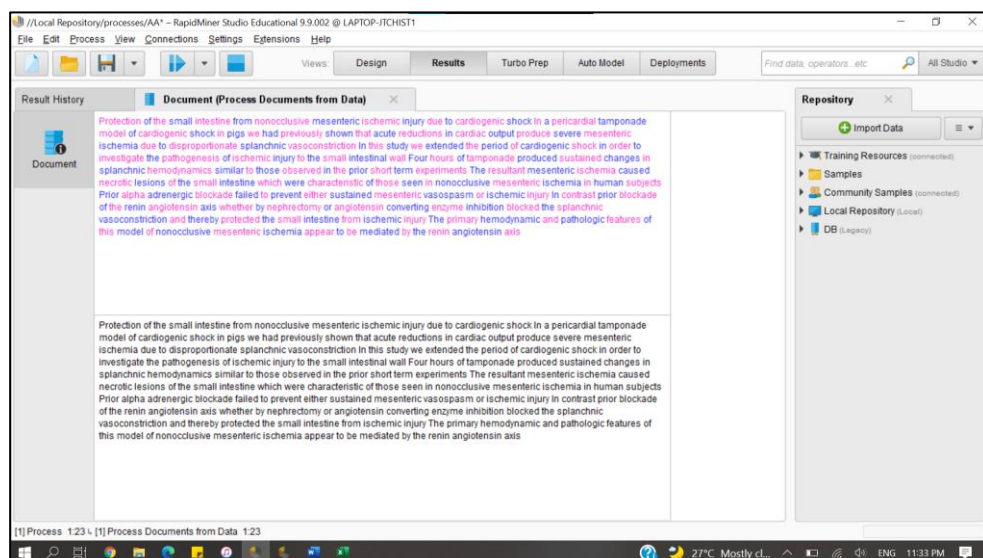 //Local Repository/processes/AA* – RapidMiner Studio Educational 9.9.002 @ LAPTOP-JTCHIST1
File Edit Process View Connections Settings Extensions Help
Views: Design Results Turbo Prep Auto Model Deployments Find data, operators...etc All Studio
Result History Document (Process Documents from Data) Repository
Import Data
Document
Training Resources (connected)
Samples
Community Samples (connected)
Local Repository (Local)
DB (Legacy)
Protection of the small intestine from nonocclusive mesenteric ischemic injury due to cardiogenic shock In a pericardial tamponade
model of cardiogenic shock in pigs we had previously shown that acute reductions in cardiac output produce severe mesenteric
ischemia due to disproportionate splanchnic vasoconstriction In this study we extended the period of cardiogenic shock in order to
investigate the pathogenesis of ischemic injury to the small intestinal wall Four hours of tamponade produced sustained changes in
splanchnic hemodynamics similar to those observed in the prior short term experiments The resultant mesenteric ischemia caused
necrotic lesions of the small intestine which were characteristic of those seen in nonocclusive mesenteric ischemia in human subjects
Prior alpha adrenergic blockade failed to prevent either sustained mesenteric vasospasm or ischemic injury In contrast prior blockade
of the renin angiotensin axis whether by nephrectomy or angiotensin converting enzyme inhibition blocked the splanchnic
vasoconstriction and thereby protected the small intestine from ischemic injury The primary hemodynamic and pathologic features of
this model of nonocclusive mesenteric ischemia appear to be mediated by the renin angiotensin axis
Protection of the small intestine from nonocclusive mesenteric ischemic injury due to cardiogenic shock In a pericardial tamponade
model of cardiogenic shock in pigs we had previously shown that acute reductions in cardiac output produce severe mesenteric
ischemia due to disproportionate splanchnic vasoconstriction In this study we extended the period of cardiogenic shock in order to
investigate the pathogenesis of ischemic injury to the small intestinal wall Four hours of tamponade produced sustained changes in
splanchnic hemodynamics similar to those observed in the prior short term experiments The resultant mesenteric ischemia caused
necrotic lesions of the small intestine which were characteristic of those seen in nonocclusive mesenteric ischemia in human subjects
Prior alpha adrenergic blockade failed to prevent either sustained mesenteric vasospasm or ischemic injury In contrast prior blockade
of the renin angiotensin axis whether by nephrectomy or angiotensin converting enzyme inhibition blocked the splanchnic
vasoconstriction and thereby protected the small intestine from ischemic injury The primary hemodynamic and pathologic features of
this model of nonocclusive mesenteric ischemia appear to be mediated by the renin angiotensin axis
[1] Process 1:23 ↳ [1] Process Documents from Data 1:23
27°C Mostly cl... ENG 11:33 PM